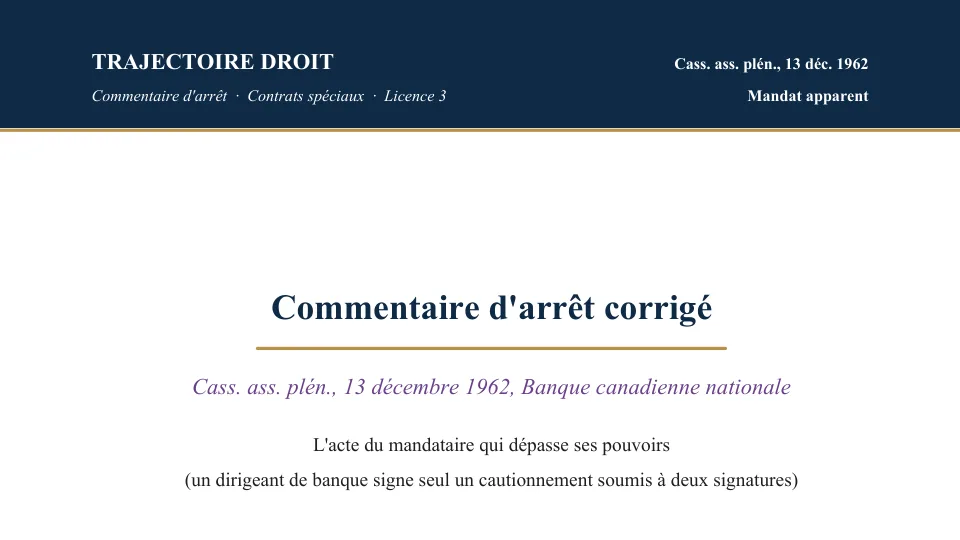 TRAJECTOIRE DROIT
Cass. ass. plén., 13 déc. 1962
Commentaire d'arrêt · Contrats spéciaux · Licence 3
Mandat apparent
Commentaire d'arrêt corrigé
Cass. ass. plén., 13 décembre 1962, Banque canadienne nationale
L'acte du mandataire qui dépasse ses pouvoirs
(un dirigeant de banque signe seul un cautionnement soumis à deux signatures)